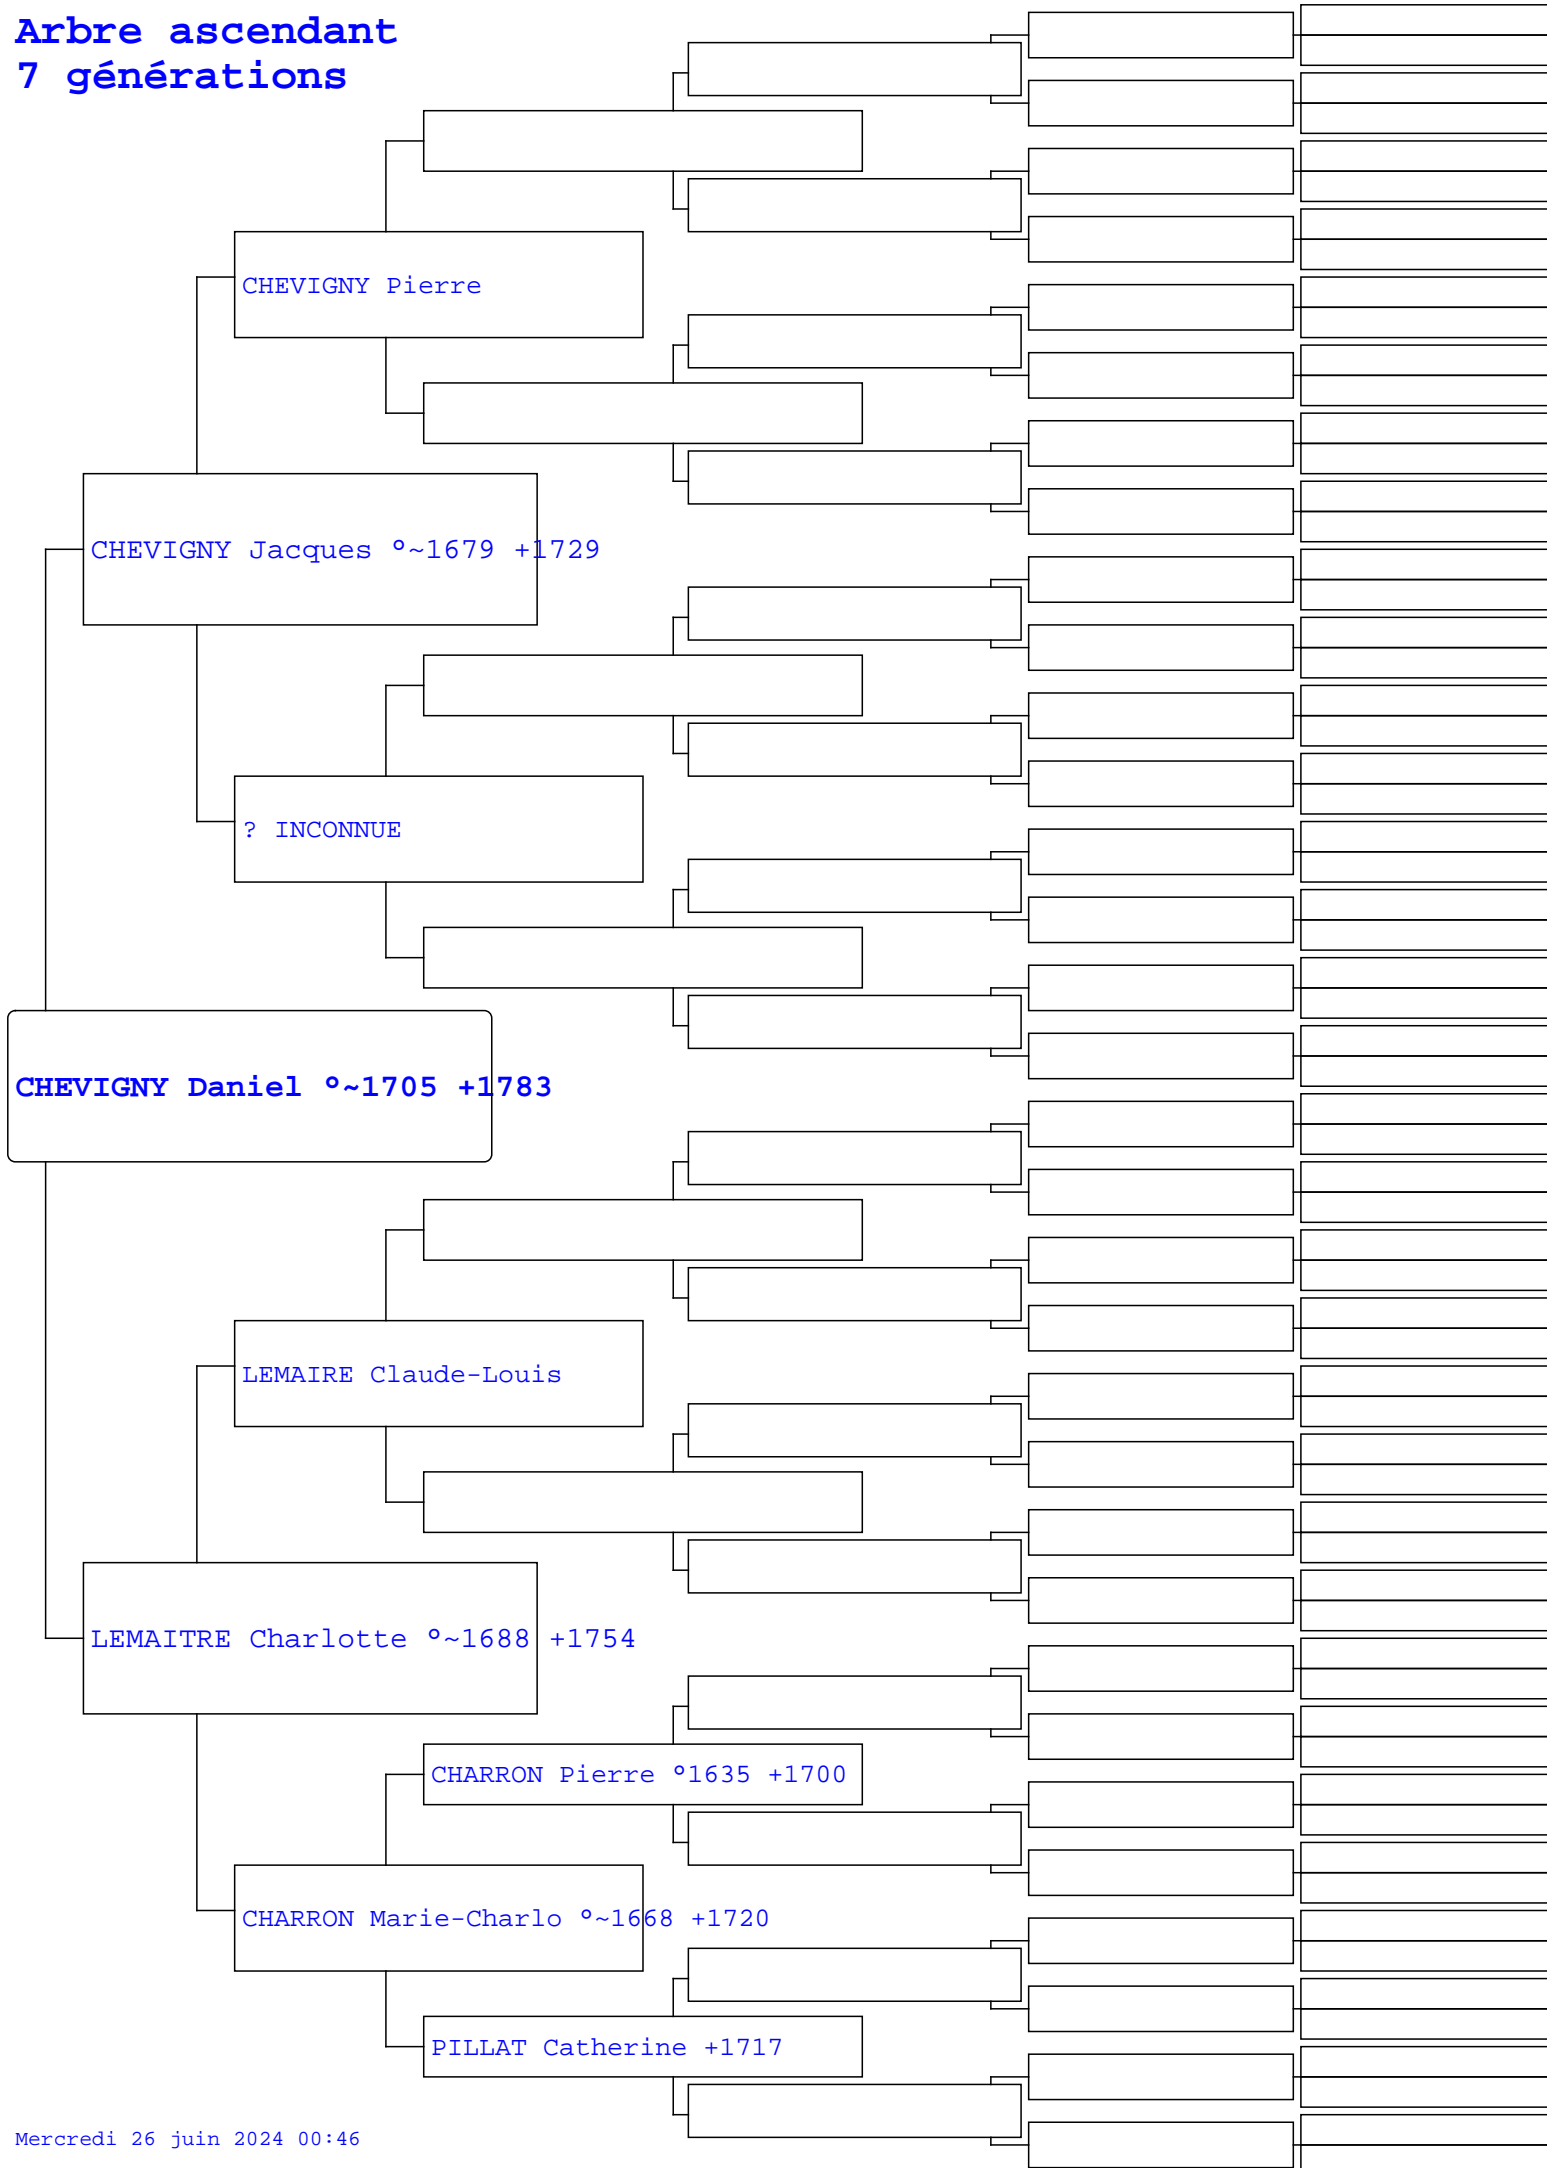 Arbre ascendant
7 générations
CHEVIGNY Pierre
CHEVIGNY Jacques °~1679 +1729
? INCONNUE
CHEVIGNY Daniel °~1705 +1783
LEMAIRE Claude-Louis
LEMAITRE Charlotte °~1688 +1754
CHARRON Pierre °1635 +1700
CHARRON Marie-Charlo °~1668 +1720
PILLAT Catherine +1717
Mercredi 26 juin 2024 00:46